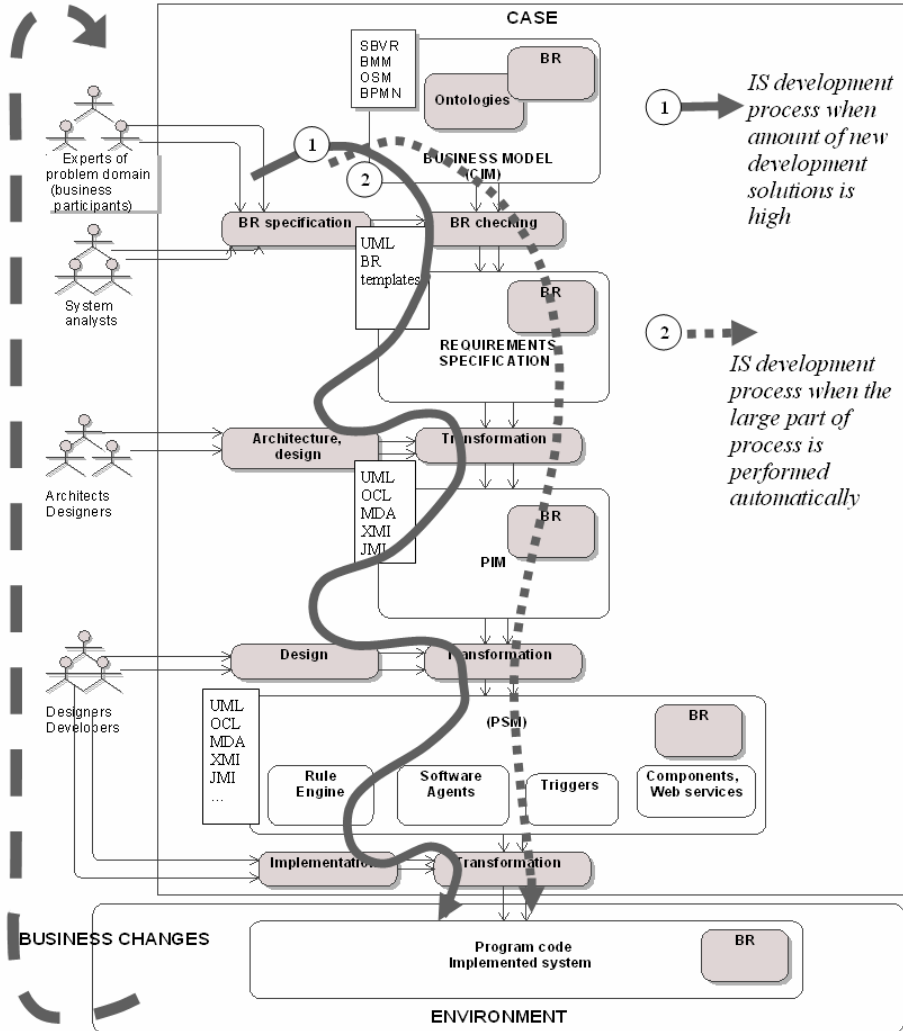 CASE
SBVR
BMM
OSM
BPMN
BR
Ontologies
BUSINESS MODEL
(CIM)
1
2
1
IS development
process when
amount of new
development
solutions is
high
Experts of
problem domain
(business
participants)
BR specification
BR checking
UML
BR
templates
BR
REQUIREMENTS
SPECIFICATION
System
analysts
2
IS development
process when the
large part of
process is
performed
automatically
Architecture,
design
Transformation
Architects
Designers
UML
OCL
MDA
XMI
JMI
BR
PIM
Design
Transformation
Designers
Developers
UML
OCL
MDA
XMI
JMI
...
(PSM)
BR
Rule
Engine
Software
Agents
Triggers
Components,
Web services
Implementation
Transformation
BUSINESS CHANGES
Program code
Implemented system
BR
ENVIRONMENT